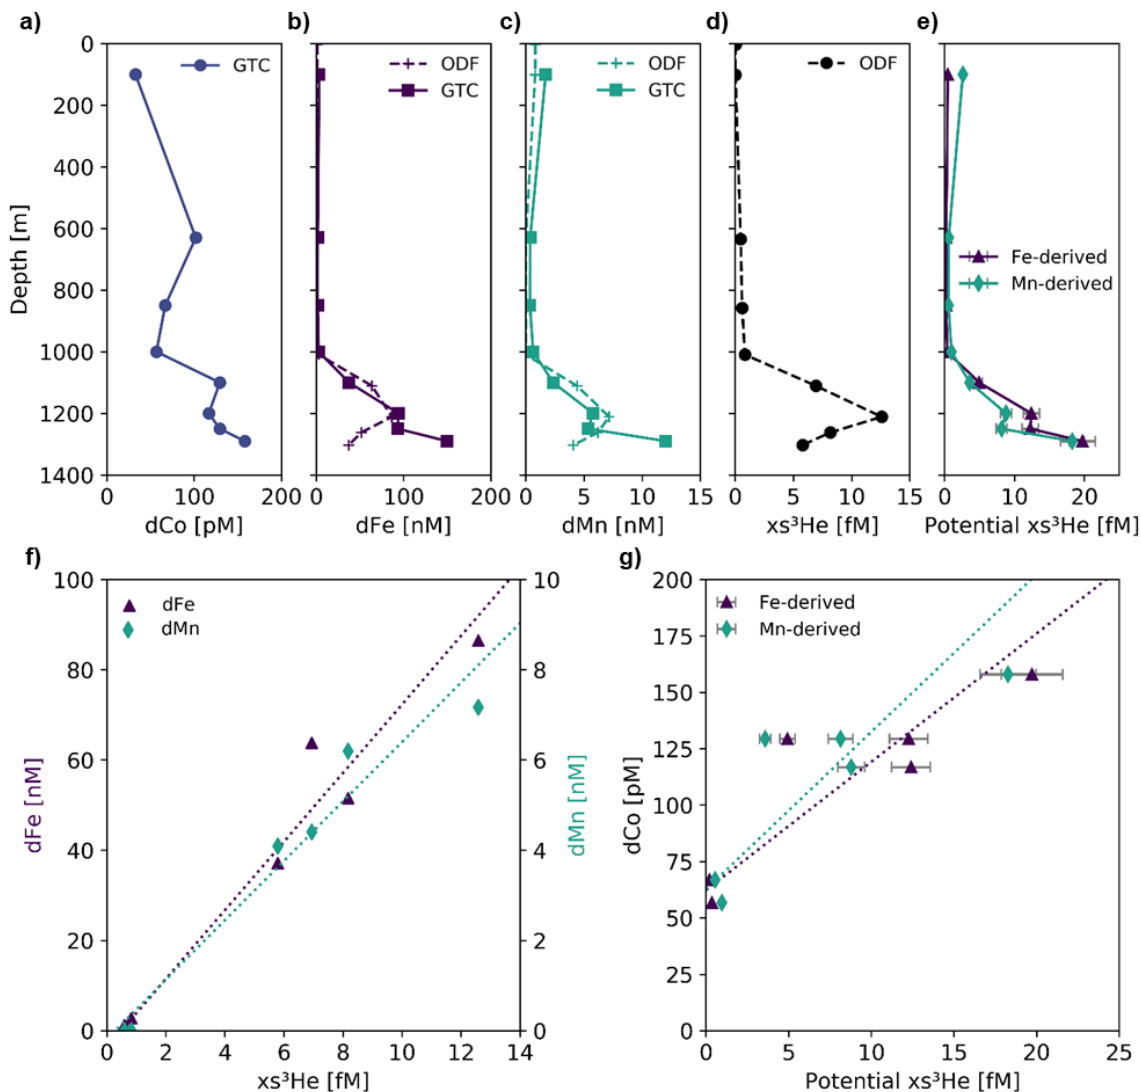 a)
b)
c)
d)
e)
0
200
400
600
800
1000
1200
1400
Depth [m]
GTC
ODF
GTC
ODF
GTC
ODF
Fe-derived
Mn-derived
0 100 200
0 50 100 150 200
0 5 10 15
0 5 10 15
0 10 20
dCo [pM]
dFe [nM]
dMn [nM]
xs³He [fM]
Potential xs³He [fM]
f)
100
80
60
40
20
0
dFe [nM]
dFe
dMn
10
8
6
4
2
0
dMn [nM]
0 2 4 6 8 10 12 14
xs³He [fM]
g)
200
175
150
125
100
75
50
25
0
dCo [pM]
Fe-derived
Mn-derived
0 5 10 15 20 25
Potential xs³He [fM]